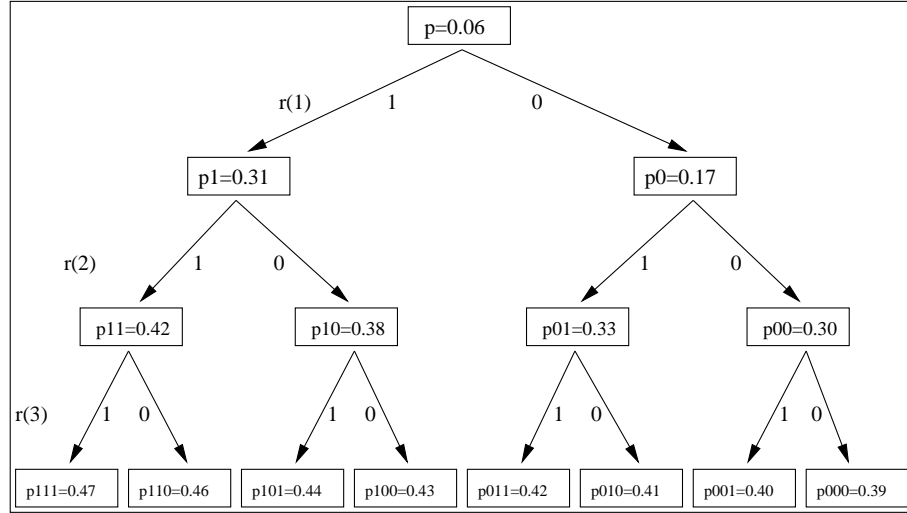 p=0.06
r(1) 1 0
p1=0.31 p0=0.17
r(2) 1 0 1 0
p11=0.42 p10=0.38 p01=0.33 p00=0.30
r(3) 1 0 1 0 1 0 1 0
p111=0.47 p110=0.46 p101=0.44 p100=0.43 p011=0.42 p010=0.41 p001=0.40 p000=0.39